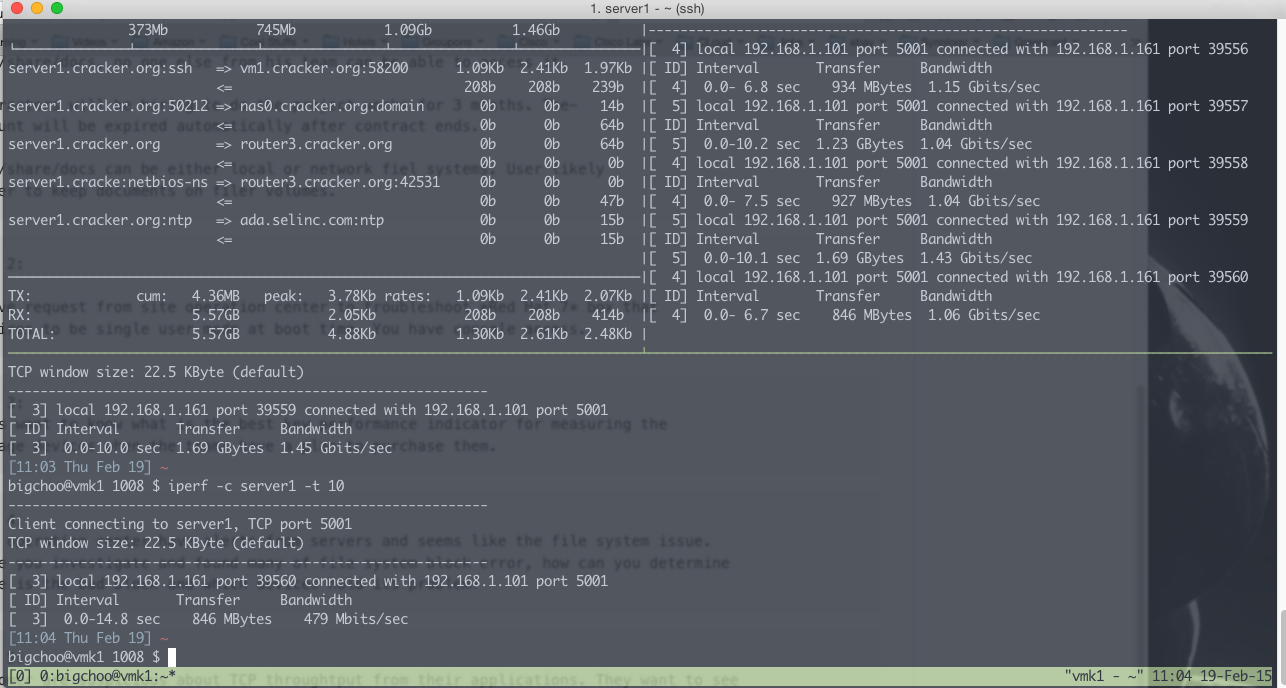 1. server1 - ~ (ssh)
373Mb 745Mb 1.09Gb 1.46Gb
server1.cracker.org:ssh => vm1.cracker.org:58200 1.09Kb 2.41Kb 1.97Kb
<= 208b 208b 239b
server1.cracker.org:50212 => nas0.cracker.org:domain 0b 0b 14b
<= 0b 0b 64b
server1.cracker.org => router3.cracker.org 0b 0b 64b
<= 0b 0b 0b
server1.cracke:netbios-ns => router3.cracker.org:42531 0b 0b 0b
<= 0b 0b 47b
server1.cracker.org:ntp => ada.selinc.com:ntp 0b 0b 15b
<= 0b 0b 15b
TX: cum: 4.36MB peak: 3.78Kb rates: 1.09Kb 2.41Kb 2.07Kb
RX: 5.57GB 2.05Kb 208b 208b 414b
TOTAL: 5.57GB 4.88Kb 1.30Kb 2.61Kb 2.48Kb
|------------------------------------------------------------
|[ 4] local 192.168.1.101 port 5001 connected with 192.168.1.161 port 39556
|[ ID] Interval Transfer Bandwidth
|[ 4] 0.0- 6.8 sec 934 MBytes 1.15 Gbits/sec
|[ 5] local 192.168.1.101 port 5001 connected with 192.168.1.161 port 39557
|[ ID] Interval Transfer Bandwidth
|[ 5] 0.0-10.2 sec 1.23 GBytes 1.04 Gbits/sec
|[ 4] local 192.168.1.101 port 5001 connected with 192.168.1.161 port 39558
|[ ID] Interval Transfer Bandwidth
|[ 4] 0.0- 7.5 sec 927 MBytes 1.04 Gbits/sec
|[ 5] local 192.168.1.101 port 5001 connected with 192.168.1.161 port 39559
|[ ID] Interval Transfer Bandwidth
|[ 5] 0.0-10.1 sec 1.69 GBytes 1.43 Gbits/sec
|[ 4] local 192.168.1.101 port 5001 connected with 192.168.1.161 port 39560
|[ ID] Interval Transfer Bandwidth
|[ 4] 0.0- 6.7 sec 846 MBytes 1.06 Gbits/sec
TCP window size: 22.5 KByte (default)
------------------------------------------------------------
[ 3] local 192.168.1.161 port 39559 connected with 192.168.1.101 port 5001
[ ID] Interval Transfer Bandwidth
[ 3] 0.0-10.0 sec 1.69 GBytes 1.45 Gbits/sec
[11:03 Thu Feb 19] ~
bigchoo@vmk1 1008 $ iperf -c server1 -t 10
------------------------------------------------------------
Client connecting to server1, TCP port 5001
TCP window size: 22.5 KByte (default)
------------------------------------------------------------
[ 3] local 192.168.1.161 port 39560 connected with 192.168.1.101 port 5001
[ ID] Interval Transfer Bandwidth
[ 3] 0.0-14.8 sec 846 MBytes 479 Mbits/sec
[11:04 Thu Feb 19] ~
bigchoo@vmk1 1008 $
[0] 0:bigchoo@vmk1:~* "vmk1 - ~" 11:04 19-Feb-15